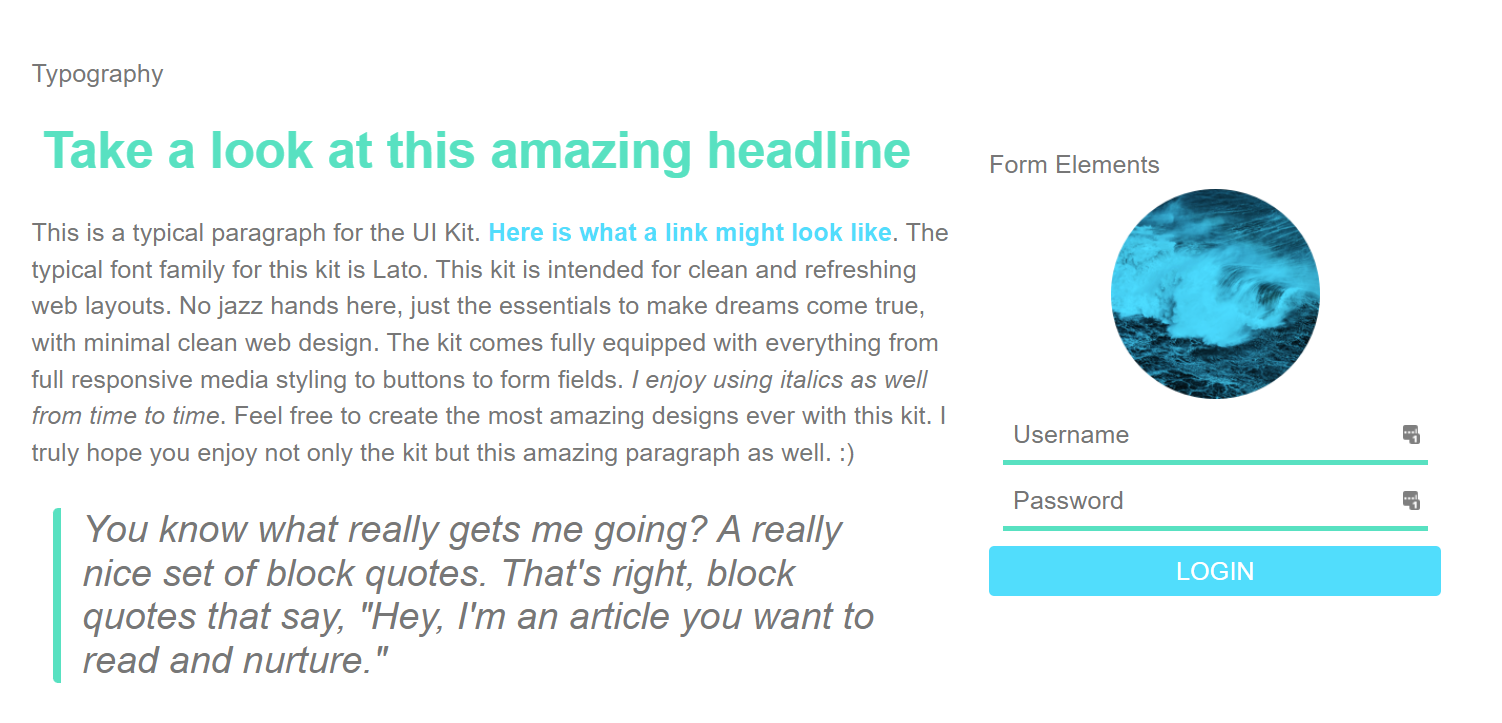 Typography
Take a look at this amazing headline
This is a typical paragraph for the UI Kit. Here is what a link might look like. The
typical font family for this kit is Lato. This kit is intended for clean and refreshing
web layouts. No jazz hands here, just the essentials to make dreams come true,
with minimal clean web design. The kit comes fully equipped with everything from
full responsive media styling to buttons to form fields. I enjoy using italics as well
from time to time. Feel free to create the most amazing designs ever with this kit. I
truly hope you enjoy not only the kit but this amazing paragraph as well. :)
You know what really gets me going? A really
nice set of block quotes. That's right, block
quotes that say, "Hey, I'm an article you want to
read and nurture."
Form Elements
Username
1
Password
1
LOGIN